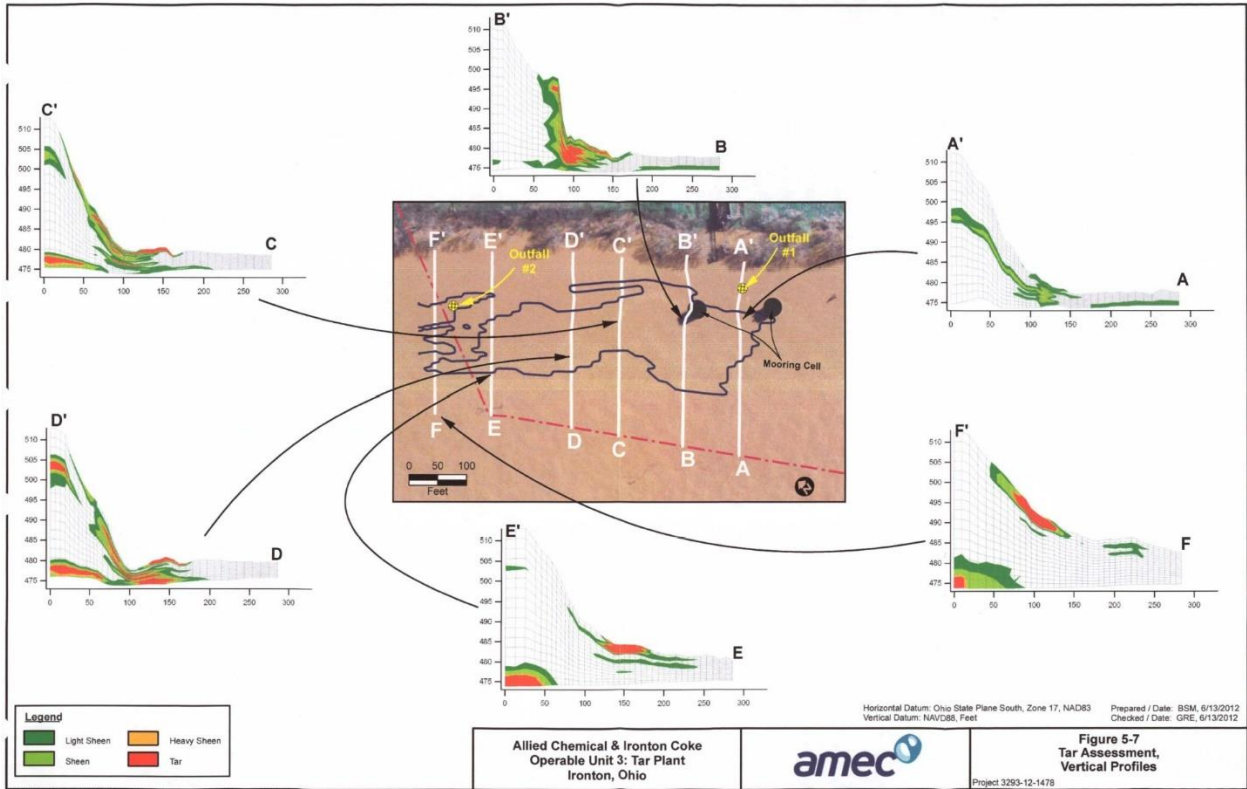 B'
510
505
500
495
490
485
480
475
B
0 50 100 150 200 250 300
C'
510
505
500
495
490
485
480
475
C
0 50 100 150 200 250 300
A'
510
505
500
495
490
485
480
475
A
0 50 100 150 200 250 300
F' E' D' C' B' A'
Outfall
#2
Outfall
#1
Mooring Cell
F E D C B A
0 50 100
Feet
D'
510
505
500
495
490
485
480
475
D
0 50 100 150 200 250 300
E'
510
505
500
495
490
485
480
475
E
0 50 100 150 200 250 300
F'
510
505
500
495
490
485
480
475
F
0 50 100 150 200 250 300
Legend
Light Sheen
Heavy Sheen
Sheen
Tar
Horizontal Datum: Ohio State Plane South, Zone 17, NAD83
Vertical Datum: NAVD88, Feet
Prepared / Date: BSM, 6/13/2012
Checked / Date: GRE, 6/13/2012
Allied Chemical & Ironton Coke
Operable Unit 3: Tar Plant
Ironton, Ohio
amec
Figure 5-7
Tar Assessment,
Vertical Profiles
Project 3293-12-1478